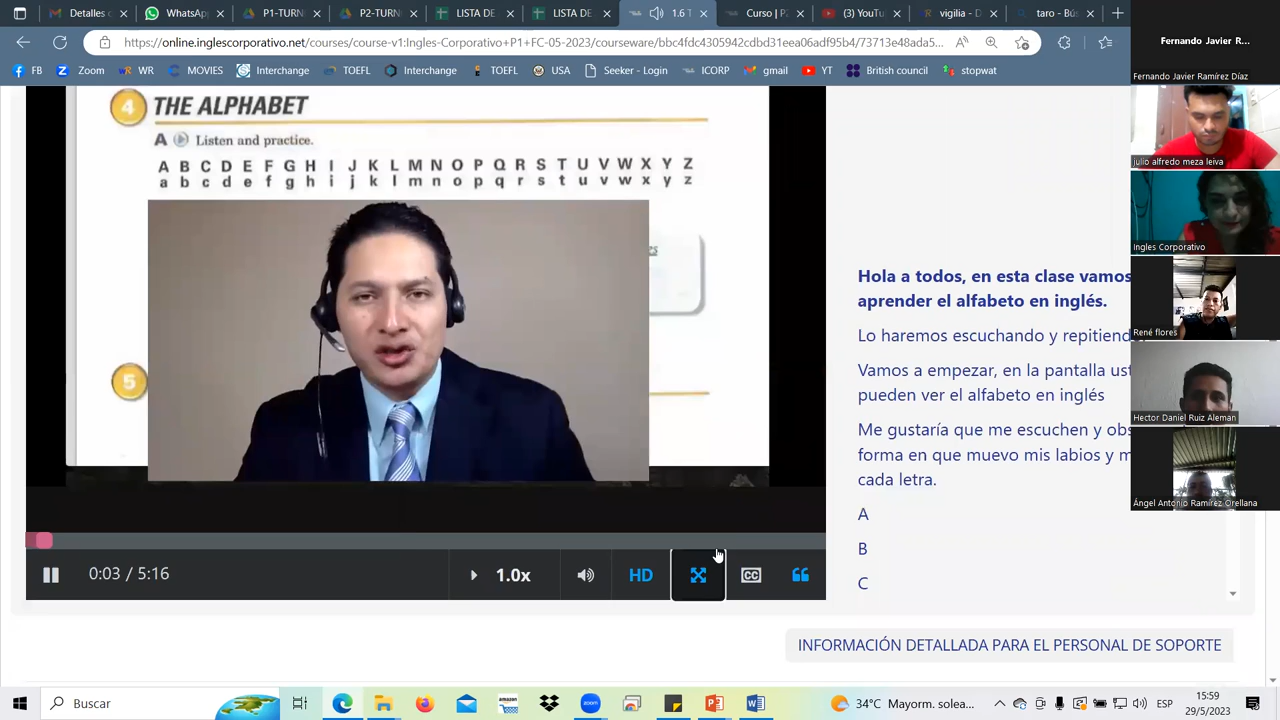 Detalles c
WhatsApp
P1-TURN
P2-TURN
LISTA DE
LISTA DE
1.6 T
Curso | P2
(3) YouTu
vigilia - D
taro - Bús
https://online.inglescorporativo.net/courses/course-v1:Ingles-Corporativo+P1+FC-05-2023/courseware/bbc4fdc4305942cdbd31eea06adf95b4/73713e48ada5...
FB
Zoom
WR
MOVIES
Interchange
TOEFL
Interchange
TOEFL
USA
Seeker - Login
ICORP
gmail
YT
British council
stopwat
4 THE ALPHABET
A Listen and practice.
A B C D E F G H I J K L M N O P Q R S T U V W X Y Z
a b c d e f g h i j k l m n o p q r s t u v w x y z
5
0:03 / 5:16
1.0x
HD
CC
Hola a todos, en esta clase vamos
aprender el alfabeto en inglés.
Lo haremos escuchando y repitiend
Vamos a empezar, en la pantalla ust
pueden ver el alfabeto en inglés
Me gustaría que me escuchen y obs
forma en que muevo mis labios y m
cada letra.
A
B
C
INFORMACIÓN DETALLADA PARA EL PERSONAL DE SOPORTE
Fernando Javier R...
Fernando Javier Ramírez Díaz
julio alfredo meza leiva
Ingles Corporativo
René flores
Hector Daniel Ruiz Aleman
Ángel Antonio Ramírez Orellana
Buscar
34°C Mayorm. solea...
ESP
15:59
29/5/2023